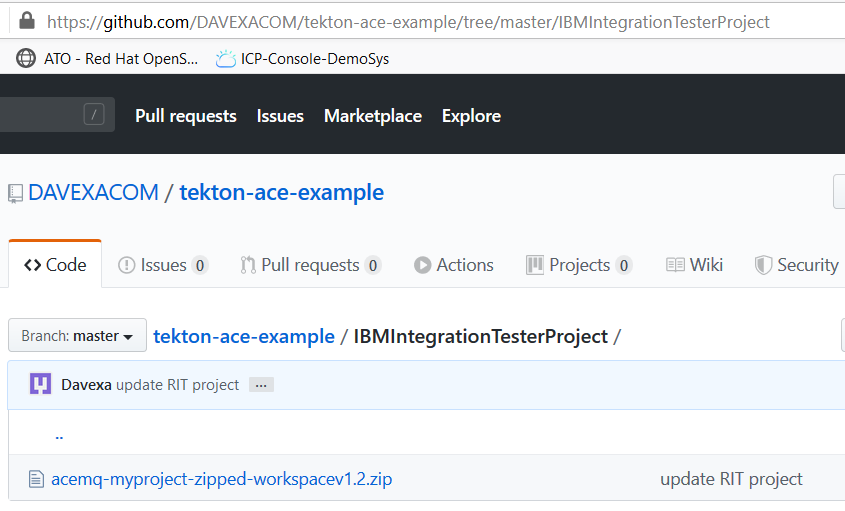 https://github.com/DAVEXACOM/tekton-ace-example/tree/master/IBMIntegrationTesterProject
ATO - Red Hat OpenS... ICP-Console-DemoSys
/ Pull requests Issues Marketplace Explore
DAVEXACOM / tekton-ace-example
<> Code Issues 0 Pull requests 0 Actions Projects 0 Wiki Security
Branch: master tekton-ace-example / IBMIntegrationTesterProject /
Davexa update RIT project ...
..
acemq-myproject-zipped-workspacev1.2.zip update RIT project